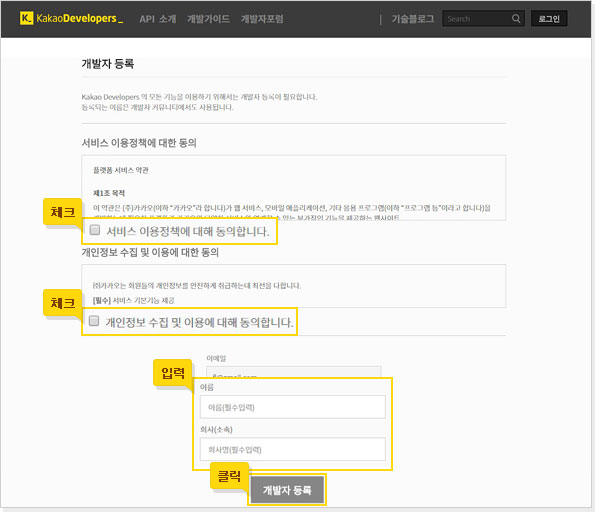 K_ KakaoDevelopers_ API 소개 개발가이드 개발자포럼 | 기술블로그 Search 로그인
개발자 등록
Kakao Developers 의 모든 기능을 이용하기 위해서는 개발자 등록이 필요합니다.
등록되는 이름은 개발자 커뮤니티에서도 사용됩니다.
서비스 이용정책에 대한 동의
플랫폼 서비스 약관
제1조 목적
이 약관은 (주)카카오(이하 "카카오"라 합니다)가 웹 서비스, 모바일 애플리케이션, 기타 응용 프로그램(이하 "프로그램 등"이라고 합니다)을
체크
서비스 이용정책에 대해 동의합니다.
개인정보 수집 및 이용에 대한 동의
㈜카카오는 회원들의 개인정보를 안전하게 취급하는데 최선을 다합니다.
[필수] 서비스 기본기능 제공
체크
개인정보 수집 및 이용에 대해 동의합니다.
이메일
입력
이름
이름(필수입력)
회사(소속)
회사명(필수입력)
클릭
개발자 등록